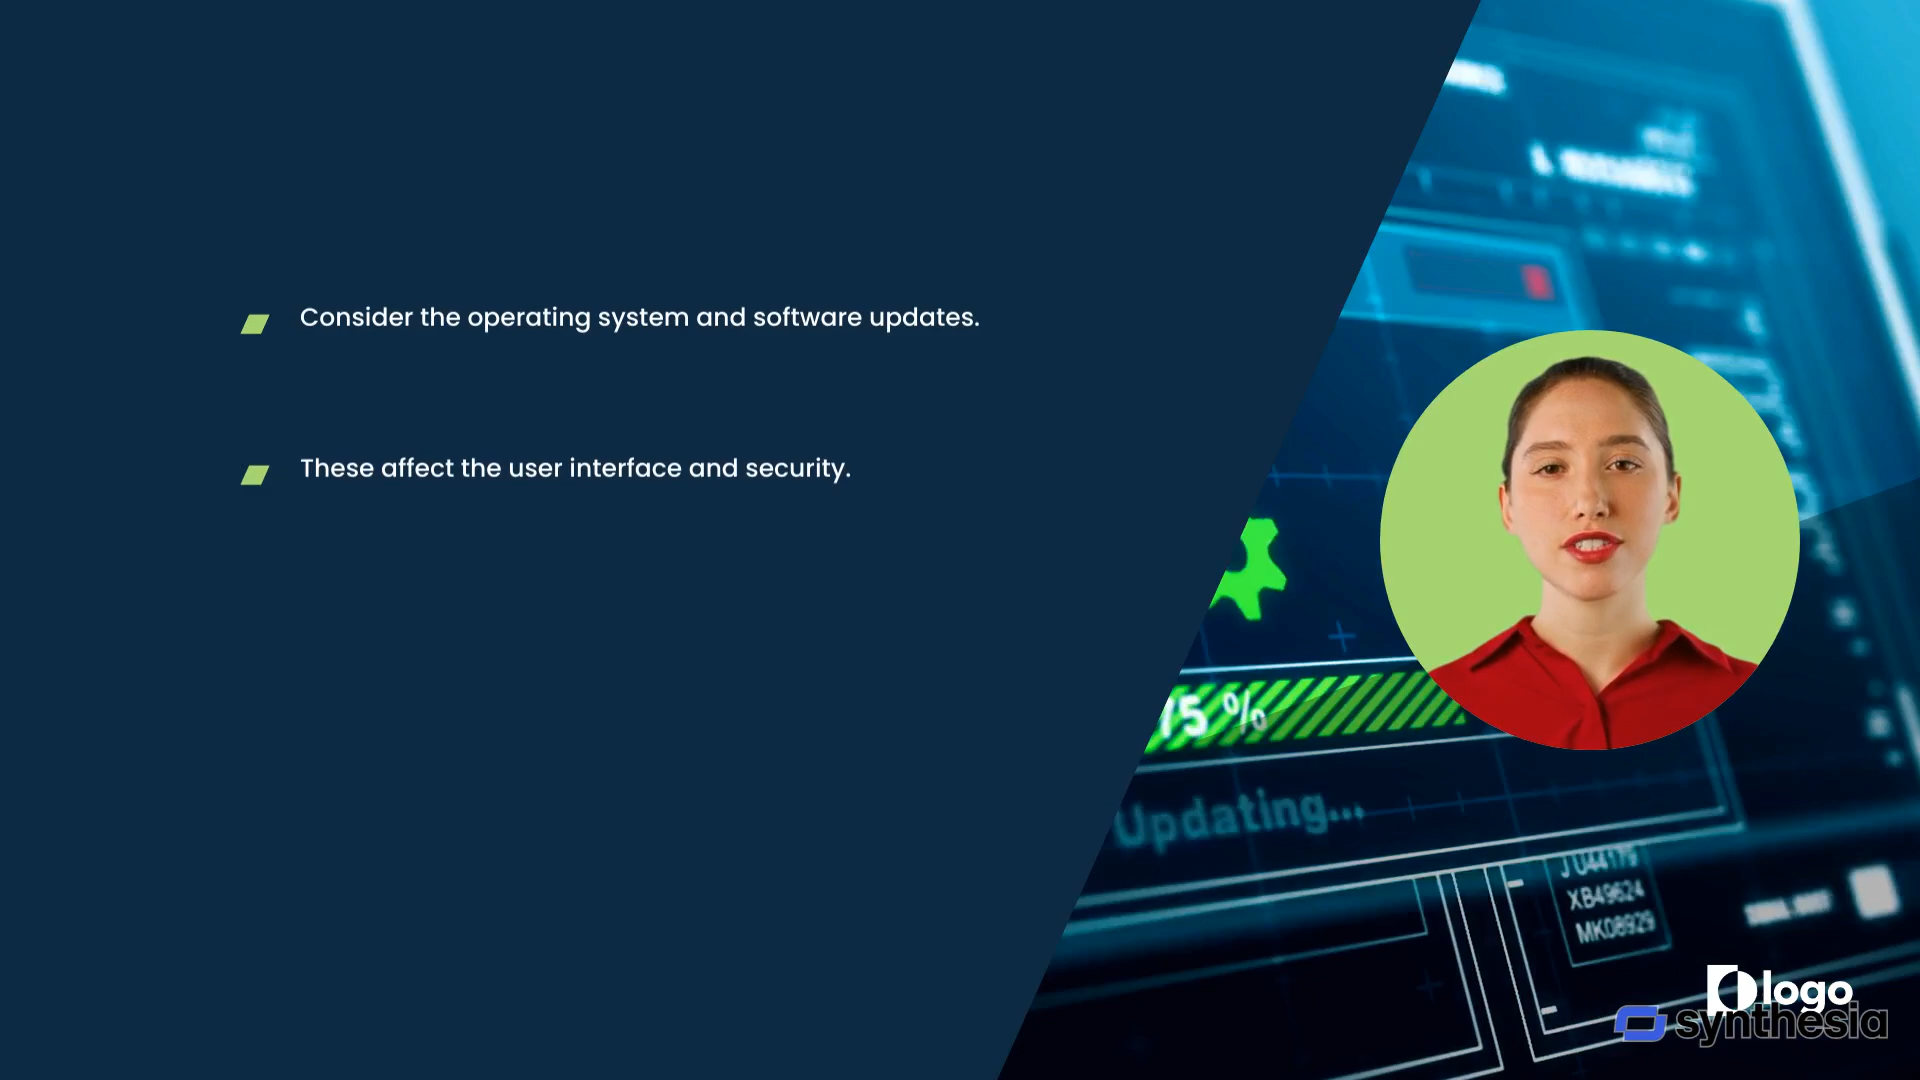 Consider the operating system and software updates.
These affect the user interface and security.
75 %
Updating...
XB49624
MK08929
logo
synthesia